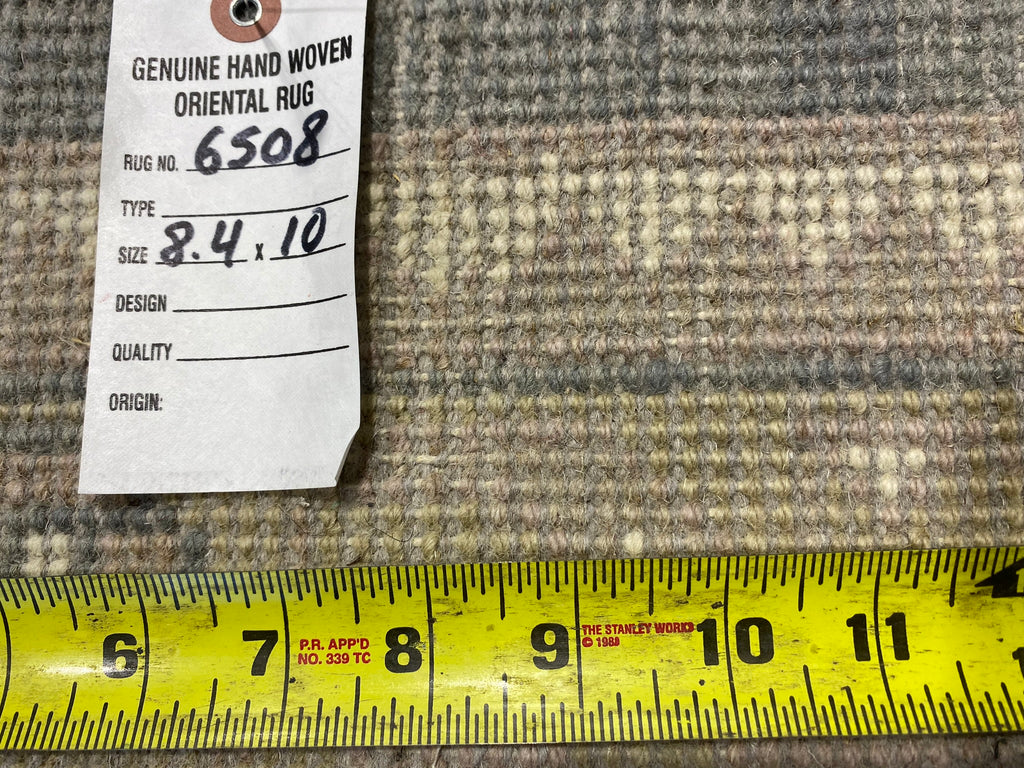 GENUINE HAND WOVEN
ORIENTAL RUG
RUG NO. 6508
TYPE
SIZE 8.4 x 10
DESIGN
QUALITY
ORIGIN:
6 7 P.R. APP'D 8 9 THE STANLEY WORKS 10 11
NO. 339 TC © 1989